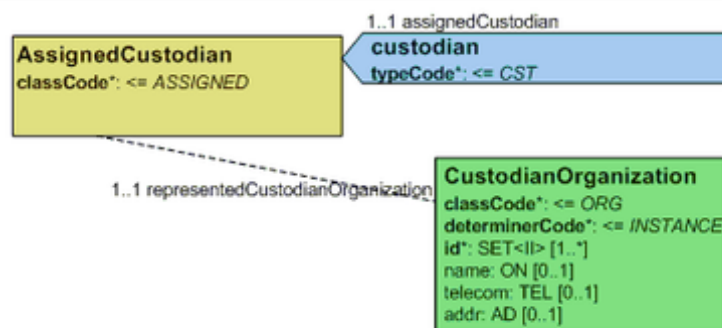 1..1 assignedCustodian
AssignedCustodian
classCode*: <= ASSIGNED
custodian
typeCode*: <= CST
1..1 representedCustodianOrganization
CustodianOrganization
classCode*: <= ORG
determinerCode*: <= INSTANCE
id*: SET<II> [1..*]
name: ON [0..1]
telecom: TEL [0..1]
addr: AD [0..1]